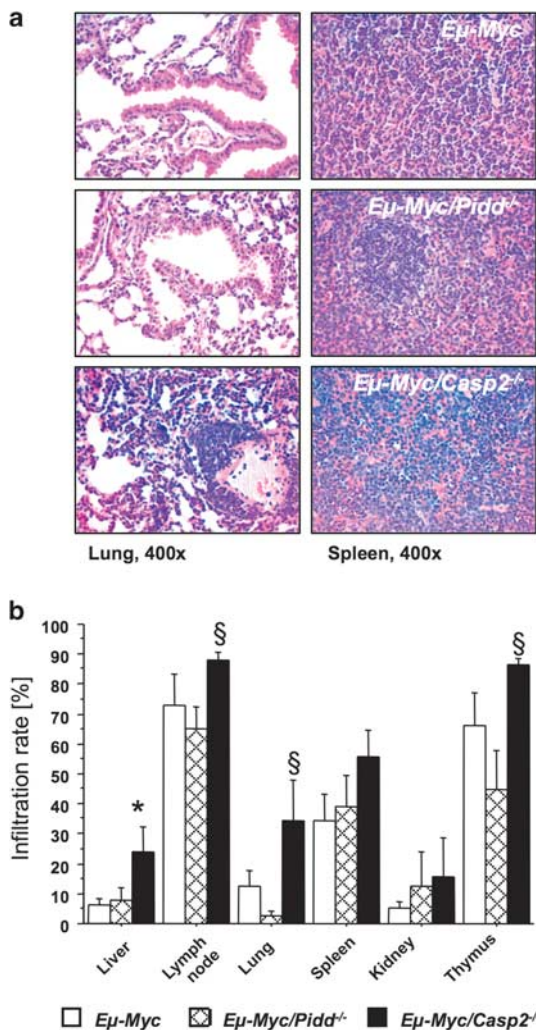 a
Eμ-Myc
Eμ-Myc/Pidd-/-
Eμ-Myc/Casp2-/-
Lung, 400x
Spleen, 400x
b
Infiltration rate [%]
100
90
80
70
60
50
40
30
20
10
0
*
§
§
§
Liver
Lymph node
Lung
Spleen
Kidney
Thymus
Eμ-Myc
Eμ-Myc/Pidd-/-
Eμ-Myc/Casp2-/